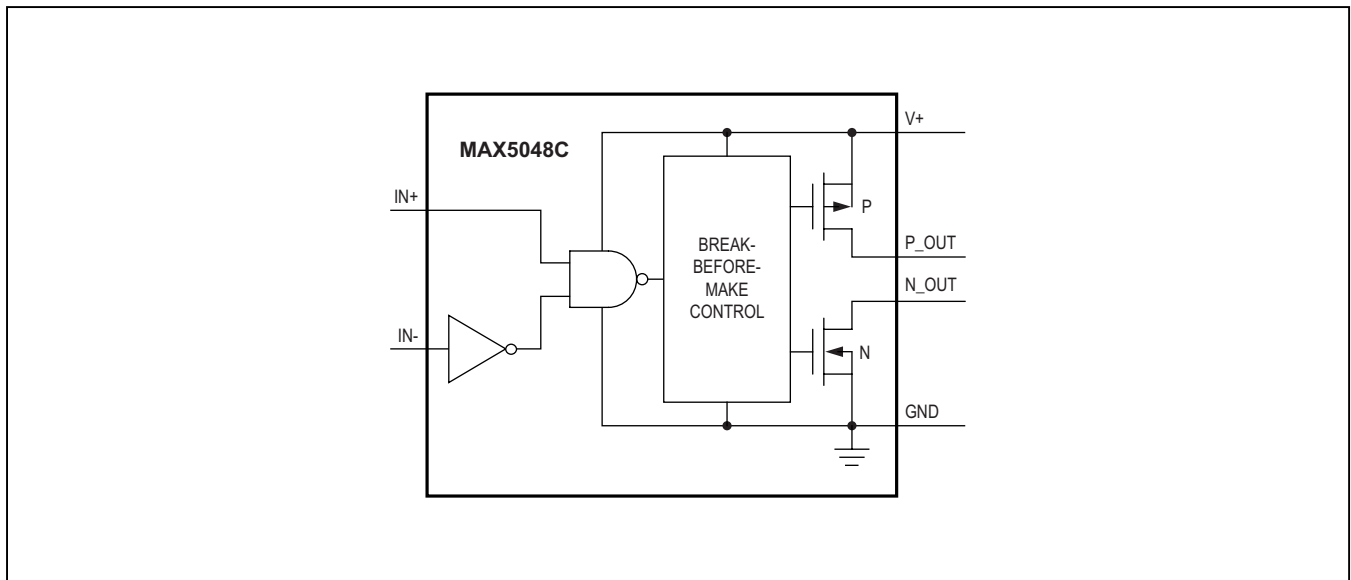 MAX5048C
V+
IN+
P
BREAK-
BEFORE-
MAKE
CONTROL
P_OUT
N_OUT
IN-
N
GND